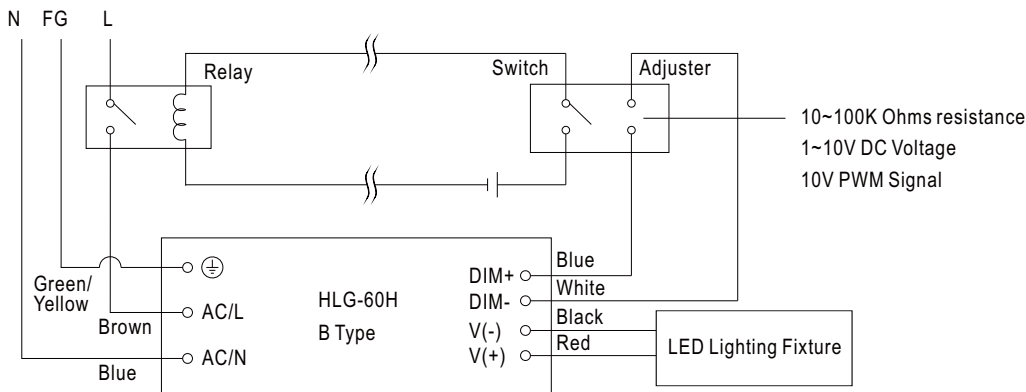 N FG L
Relay
Switch
Adjuster
10~100K Ohms resistance
1~10V DC Voltage
10V PWM Signal
Green/
Yellow
Brown
Blue
AC/L
AC/N
HLG-60H
B Type
DIM+
DIM-
V(-)
V(+)
Blue
White
Black
Red
LED Lighting Fixture